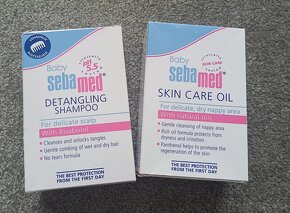 Baby
sebamed
pH 5.5
DETANGLING
SHAMPOO
For delicate scalp
With Bisabolol
• Cleanses and unlocks tangles
• Gentle combing of wet and dry hair
• No tears formula
THE BEST PROTECTION
FROM THE FIRST DAY
Baby
sebamed
SKIN CARE
SKIN CARE OIL
For delicate, dry nappy area
With natural oils
• Gentle cleansing of nappy area
• Rich oil formula protects from dryness and irritation
• Panthenol helps to promote the regeneration of the skin
THE BEST PROTECTION
FROM THE FIRST DAY